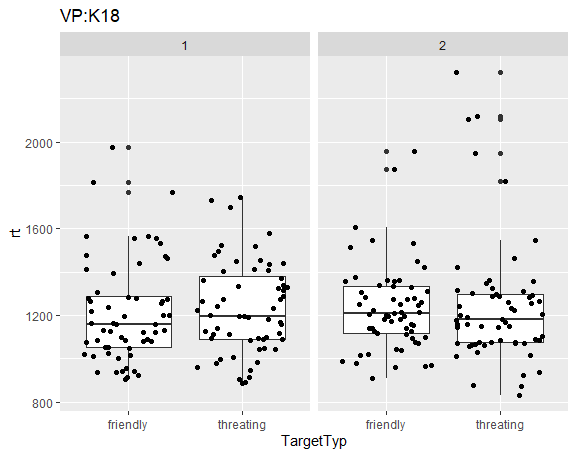 VP:K18
1 2
rt
2000
1600
1200
800
friendly threating friendly threating
TargetTyp